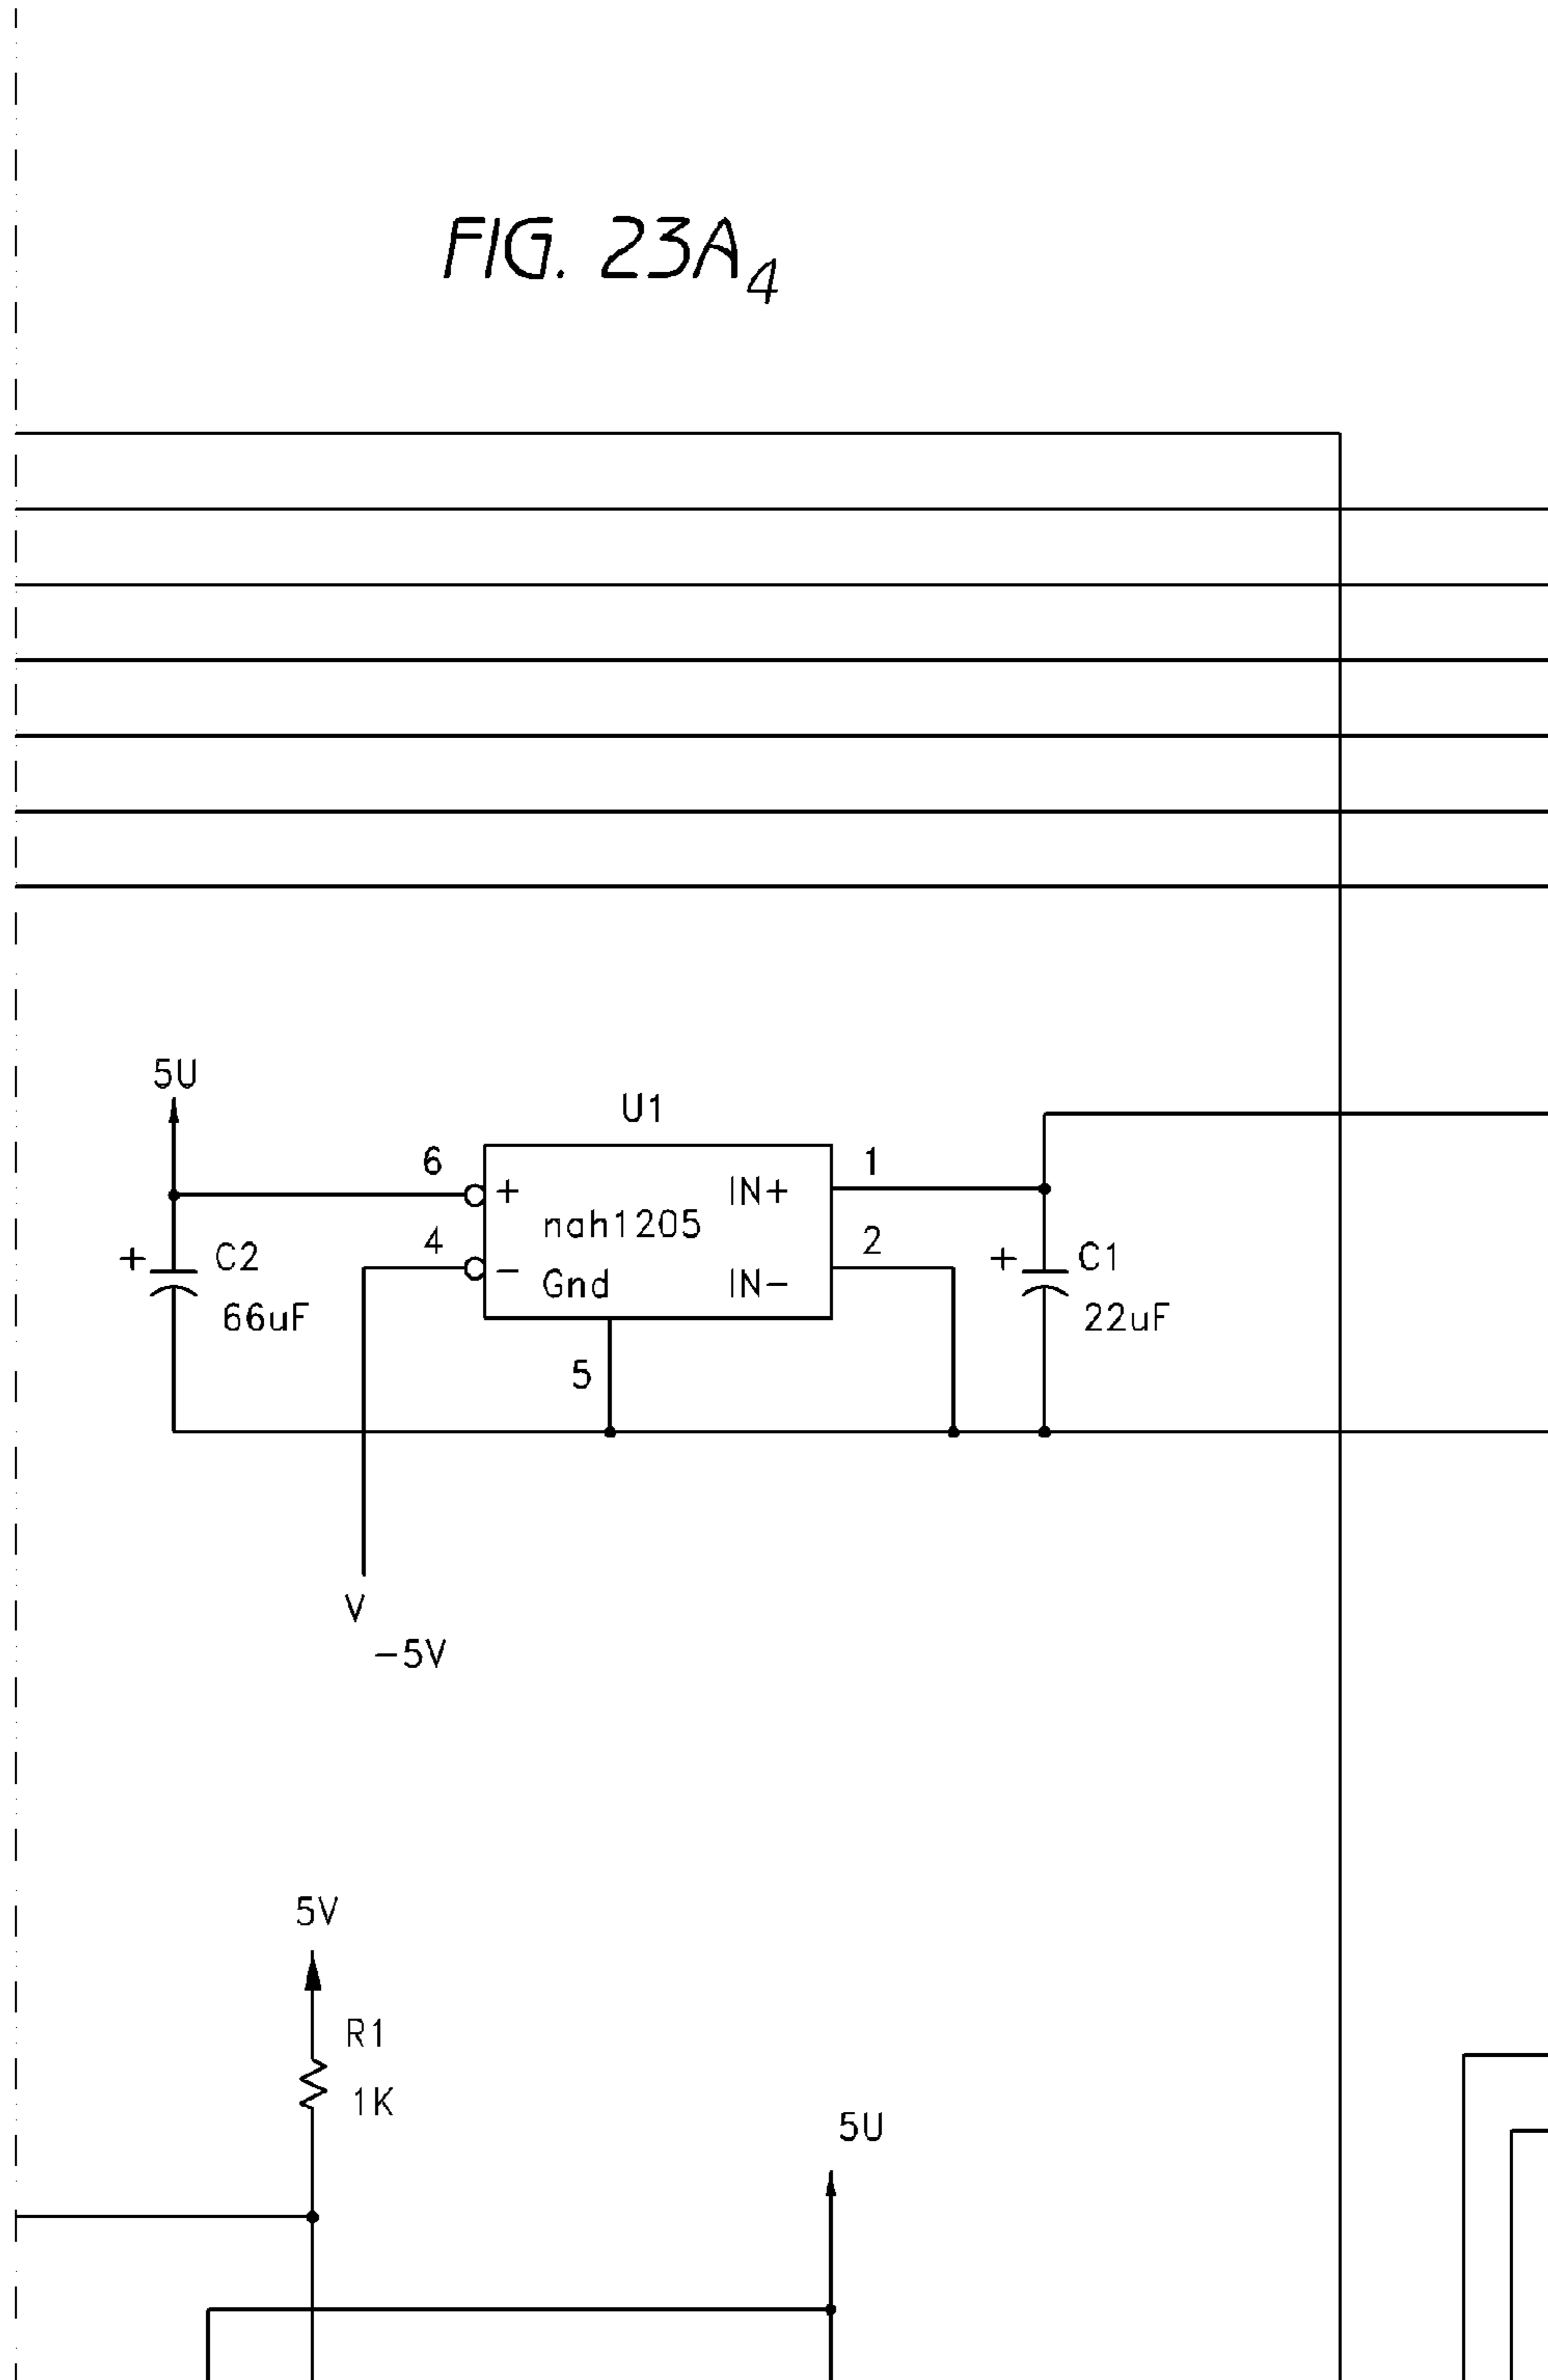 FIG. 23A4
5U
U1
6
+
IN+
1
nah1205
4
-
Gnd
IN-
2
+
C2
66uF
+
C1
22uF
5
V
-5V
5V
R1
1K
5U